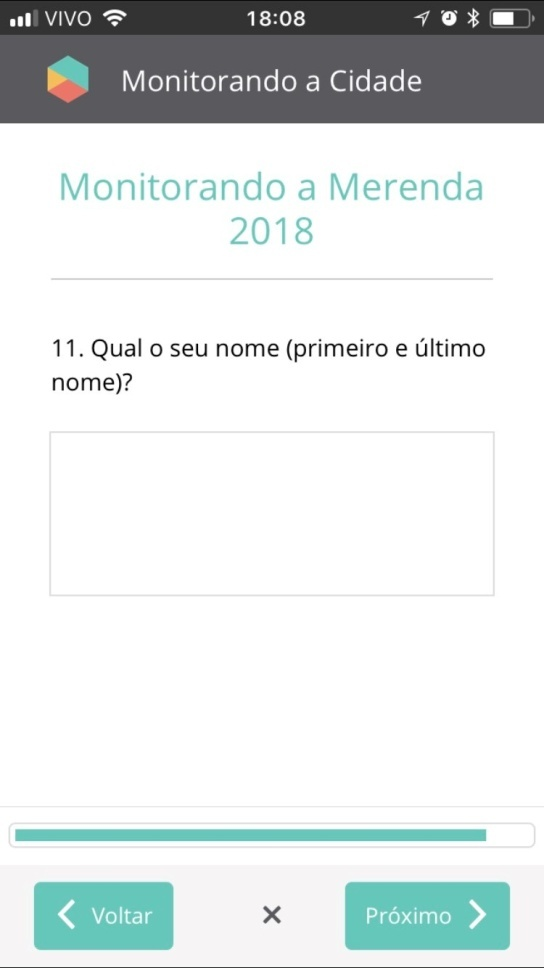 VIVO 18:08
Monitorando a Cidade
Monitorando a Merenda
2018
11. Qual o seu nome (primeiro e último
nome)?
Voltar
Próximo